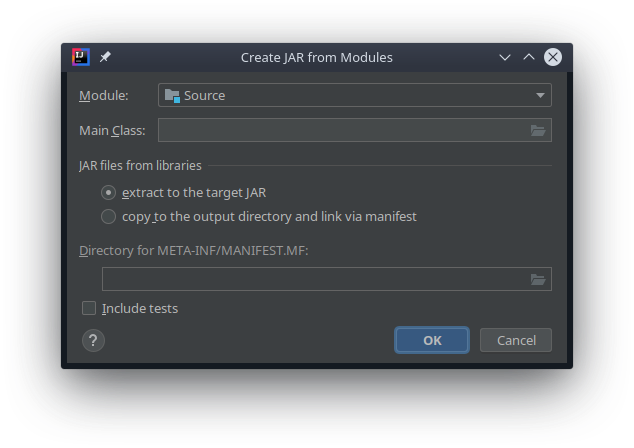 Create JAR from Modules
Module: Source
Main Class:
JAR files from libraries
extract to the target JAR
copy to the output directory and link via manifest
Directory for META-INF/MANIFEST.MF:
Include tests
? OK Cancel